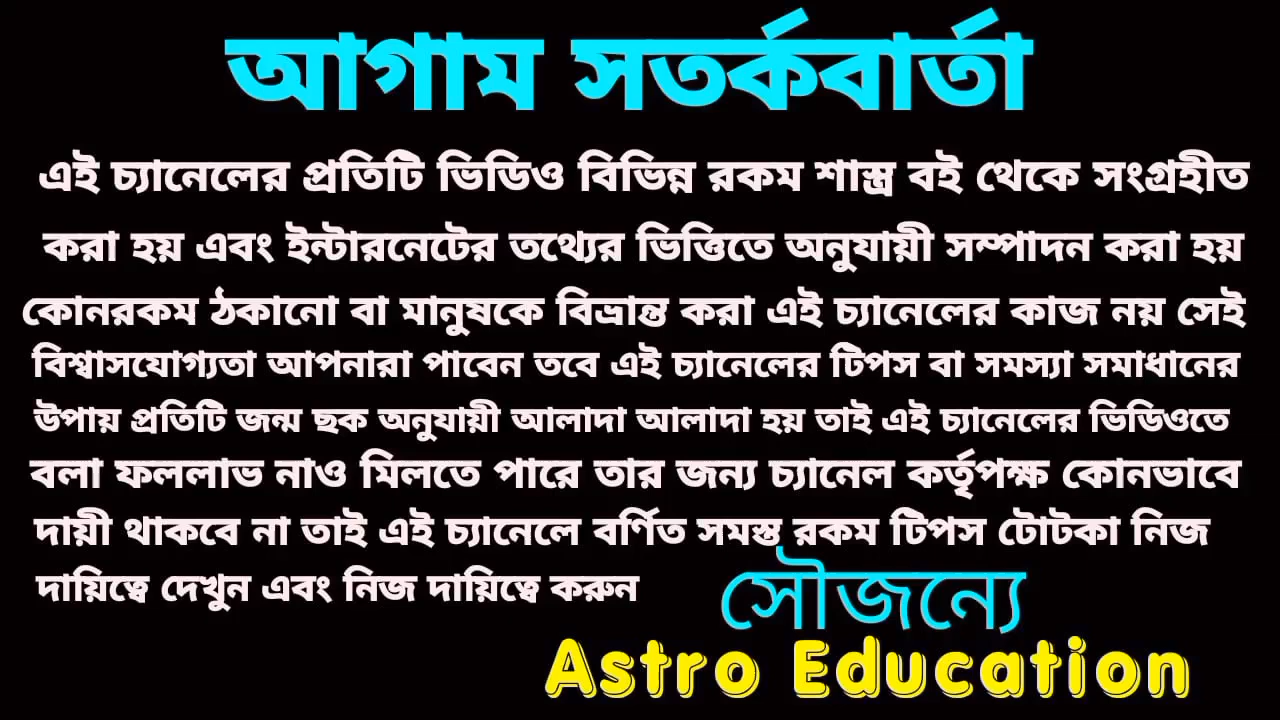 আগাম সতর্কবার্তা
এই চ্যানেলের প্রতিটি ভিডিও বিভিন্ন রকম শাস্ত্র বই থেকে সংগ্রহীত
করা হয় এবং ইন্টারনেটের তথ্যের ভিত্তিতে অনুযায়ী সম্পাদন করা হয়
কোনরকম ঠকানো বা মানুষকে বিভ্রান্ত করা এই চ্যানেলের কাজ নয় সেই
বিশ্বাসযোগ্যতা আপনারা পাবেন তবে এই চ্যানেলের টিপস বা সমস্যা সমাধানের
উপায় প্রতিটি জন্ম ছক অনুযায়ী আলাদা আলাদা হয় তাই এই চ্যানেলের ভিডিওতে
বলা ফললাভ নাও মিলতে পারে তার জন্য চ্যানেল কর্তৃপক্ষ কোনভাবে
দায়ী থাকবে না তাই এই চ্যানেলে বর্ণিত সমস্ত রকম টিপস টোটকা নিজ
দায়িত্বে দেখুন এবং নিজ দায়িত্বে করুন
সৌজন্যে
Astro Education